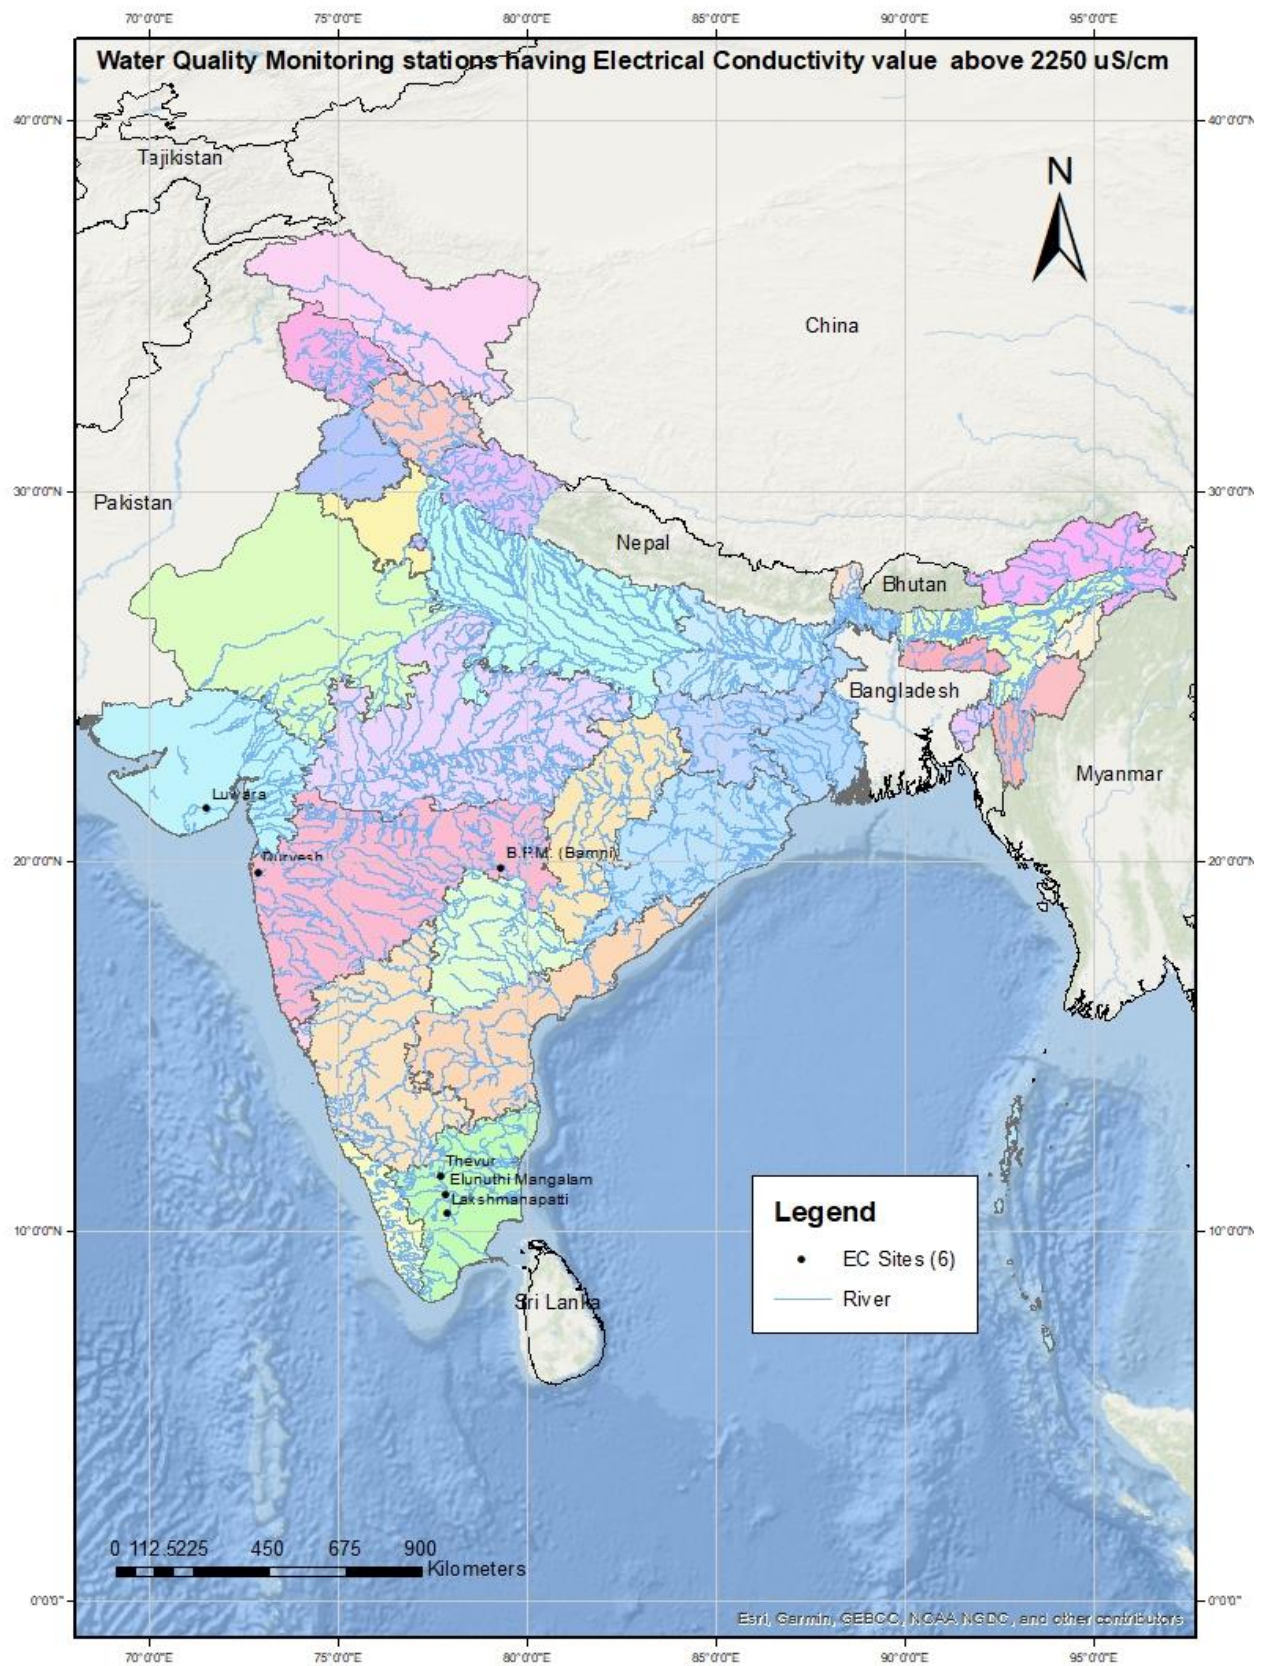 70°0'0"E 75°0'0"E 80°0'0"E 85°0'0"E 90°0'0"E 95°0'0"E
Water Quality Monitoring stations having Electrical Conductivity value above 2250 uS/cm
40°0'0"N 40°0'0"N
Tajikistan
N
China
30°0'0"N 30°0'0"N
Pakistan
Nepal
Bhutan
Bangladesh
Myanmar
Luwara
20°0'0"N 20°0'0"N
Durvesh
B.P.M. (Bamni)
Thevur
Elunuthi Mangalam
Lakshmanapatti
10°0'0"N 10°0'0"N
Legend
EC Sites (6)
River
Sri Lanka
0 112.5225 450 675 900
Kilometers
0°0'0" 0°0'0"
Esri, Garmin, GEBCO, NOAA NGDC, and other contributors
70°0'0"E 75°0'0"E 80°0'0"E 85°0'0"E 90°0'0"E 95°0'0"E